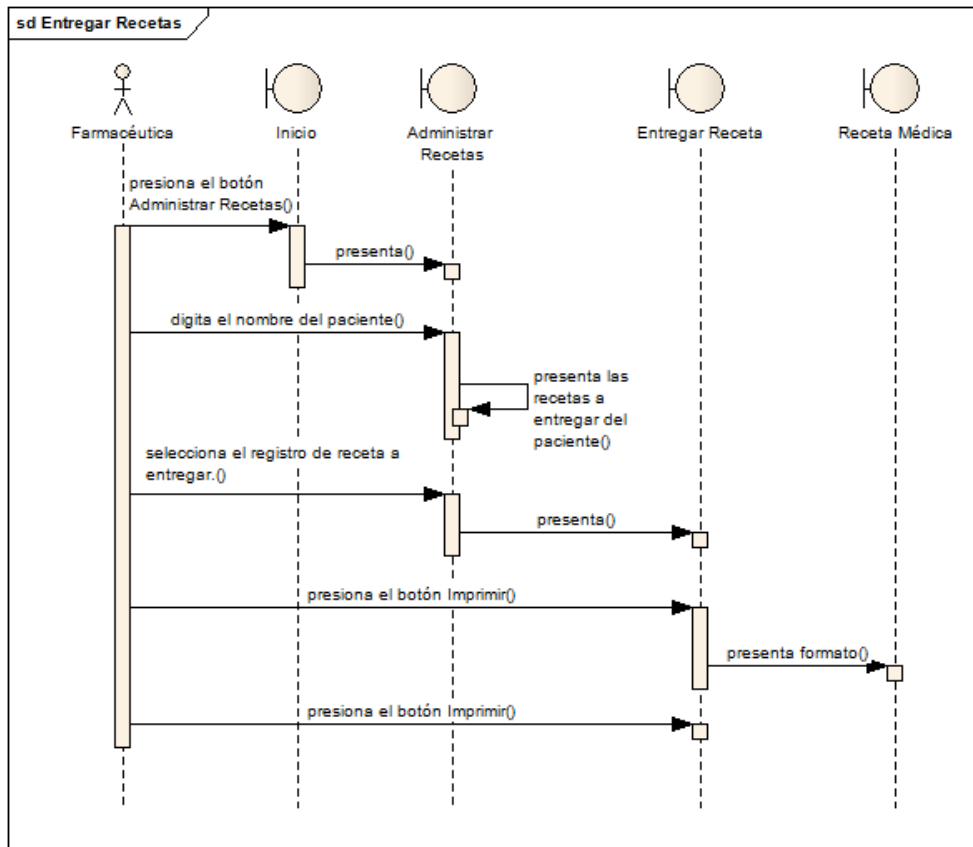 sd Entregar Recetas
Farmacéutica
Inicio
Administrar
Recetas
Entregar Receta
Receta Médica
presiona el botón
Administrar Recetas()
presenta()
digita el nombre del paciente()
presenta las
recetas a
entregar del
paciente()
selecciona el registro de receta a
entregar.()
presenta()
presiona el botón Imprimir()
presenta formato()
presiona el botón Imprimir()